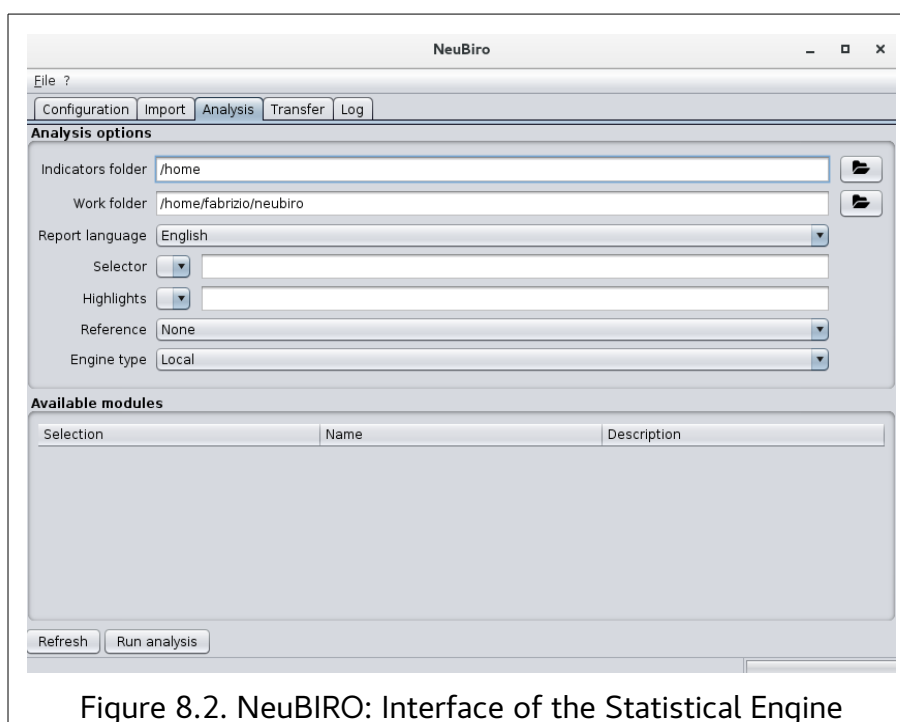 NeuBiro
File ?
Configuration Import Analysis Transfer Log
Analysis options
Indicators folder /home
Work folder /home/fabrizio/neubiro
Report language English
Selector
Highlights
Reference None
Engine type Local
Available modules
Selection Name Description
Refresh Run analysis
Figure 8.2. NeuBIRO: Interface of the Statistical Engine